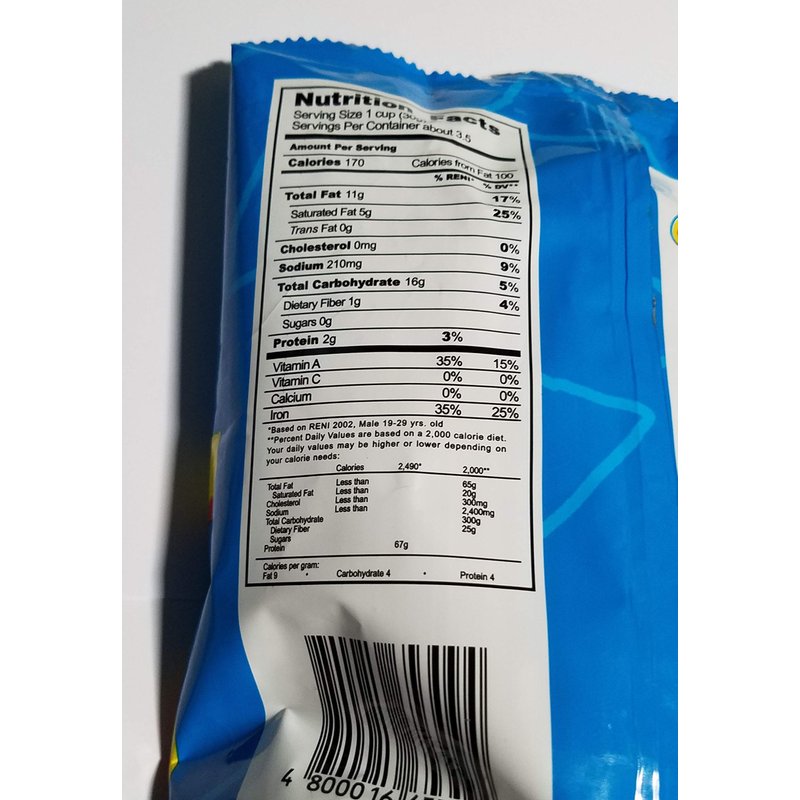 Nutrition Facts
Serving Size 1 cup (30g)
Servings Per Container about 3.5
Amount Per Serving
Calories 170 Calories from Fat 100
% RENI* % DV**
Total Fat 11g 17%
Saturated Fat 5g 25%
Trans Fat 0g
Cholesterol 0mg 0%
Sodium 210mg 9%
Total Carbohydrate 16g 5%
Dietary Fiber 1g 4%
Sugars 0g
Protein 2g 3%
Vitamin A 35% 15%
Vitamin C 0% 0%
Calcium 0% 0%
Iron 35% 25%
*Based on RENI 2002, Male 19-29 yrs. old
**Percent Daily Values are based on a 2,000 calorie diet.
Your daily values may be higher or lower depending on
your calorie needs:
Calories 2,490* 2,000**
Total Fat Less than 65g
Saturated Fat Less than 20g
Cholesterol Less than 300mg
Sodium Less than 2,400mg
Total Carbohydrate 300g
Dietary Fiber 25g
Sugars
Protein 67g
Calories per gram:
Fat 9 • Carbohydrate 4 • Protein 4
4 800016